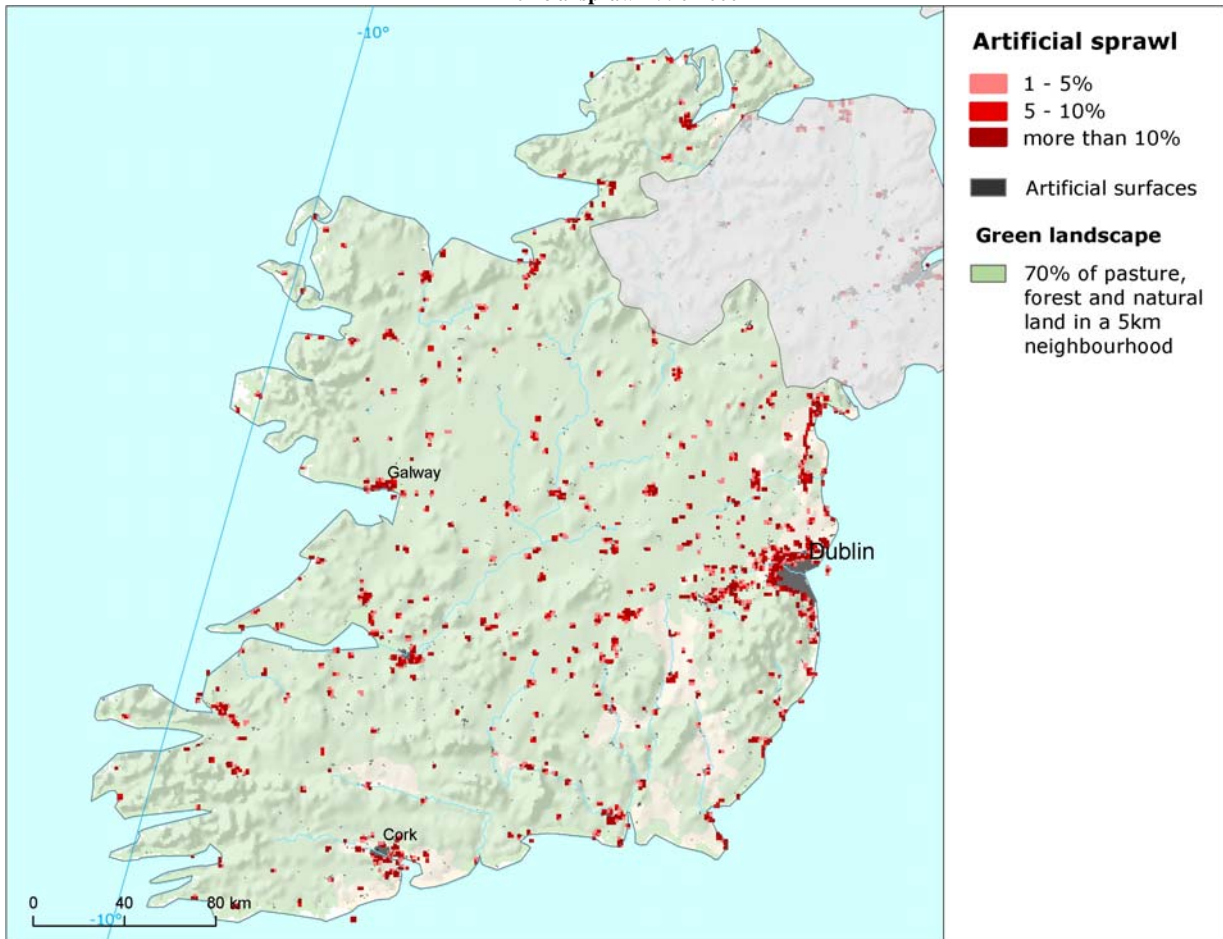 -10°
Galway
Dublin
Cork
0 40 80 km
-10°
Artificial sprawl
1 - 5%
5 - 10%
more than 10%
Artificial surfaces
Green landscape
70% of pasture,
forest and natural
land in a 5km
neighbourhood